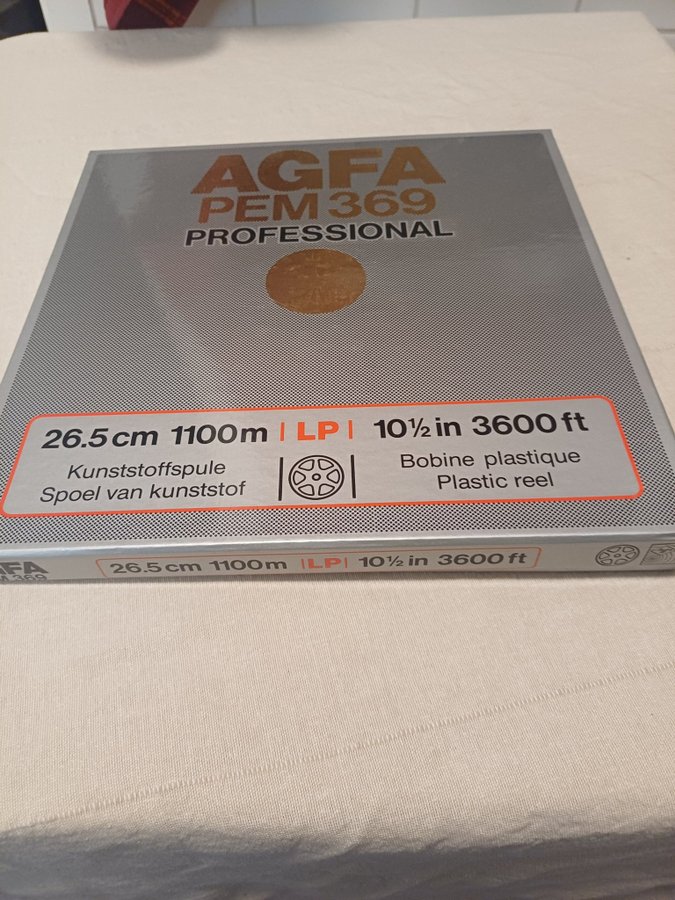 AGFA
PEM 369
PROFESSIONAL
26.5 cm 1100 m | LP | 10½ in 3600 ft
Kunststoffspule
Spoel van kunststof
Bobine plastique
Plastic reel
26.5 cm 1100 m | LP | 10½ in 3600 ft